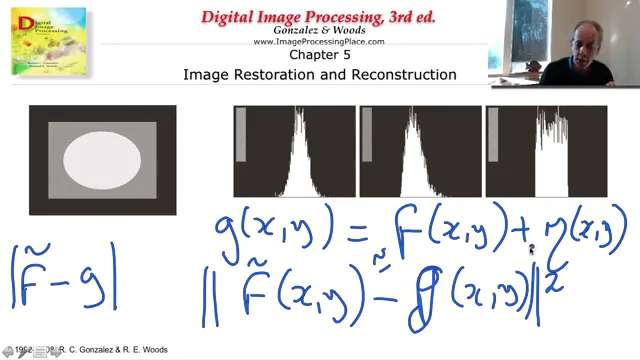 Digital Image Processing, 3rd ed.
Gonzalez & Woods
www.ImageProcessingPlace.com
Chapter 5
Image Restoration and Reconstruction
g(x,y) = F(x,y) + η(x,y)
|F̃ - g|
|| F̃(x,y) - g(x,y) ||²
R. C. Gonzalez & R. E. Woods